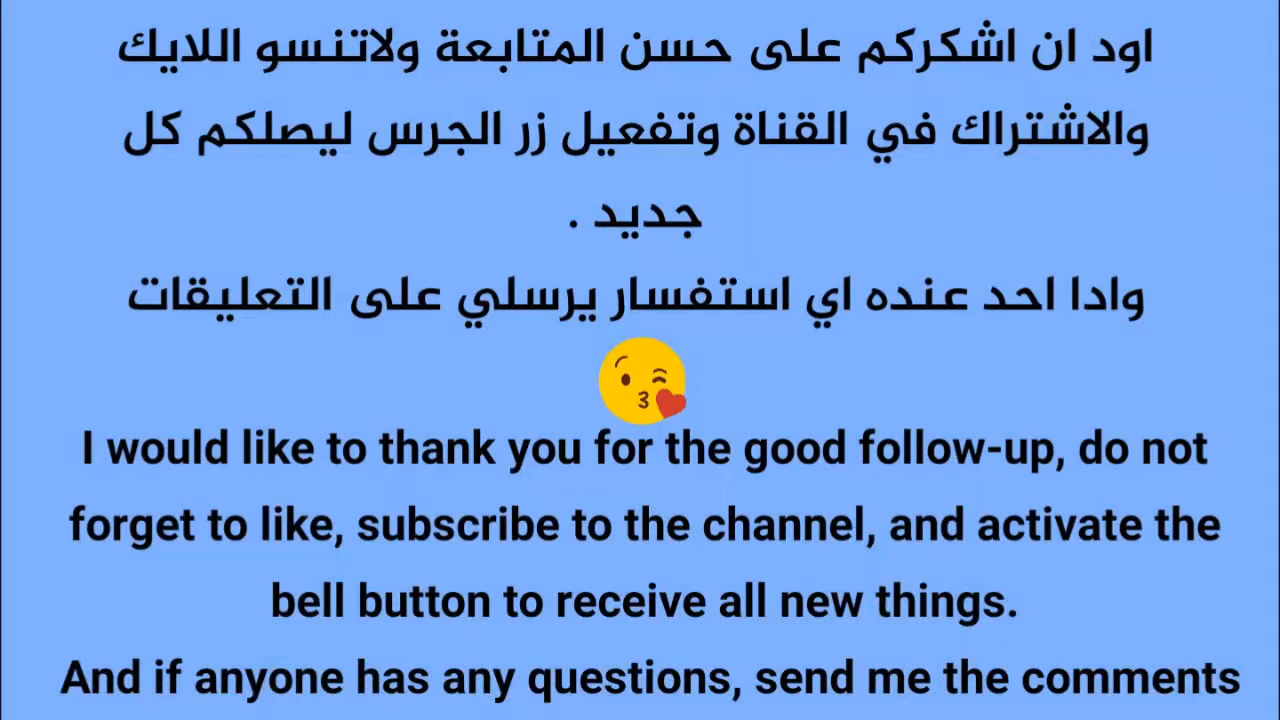 اود ان اشكركم على حسن المتابعة ولاتنسو اللايك
والاشتراك في القناة وتفعيل زر الجرس ليصلكم كل
جديد .
وادا احد عنده اي استفسار يرسلي على التعليقات
😘
I would like to thank you for the good follow-up, do not
forget to like, subscribe to the channel, and activate the
bell button to receive all new things.
And if anyone has any questions, send me the comments